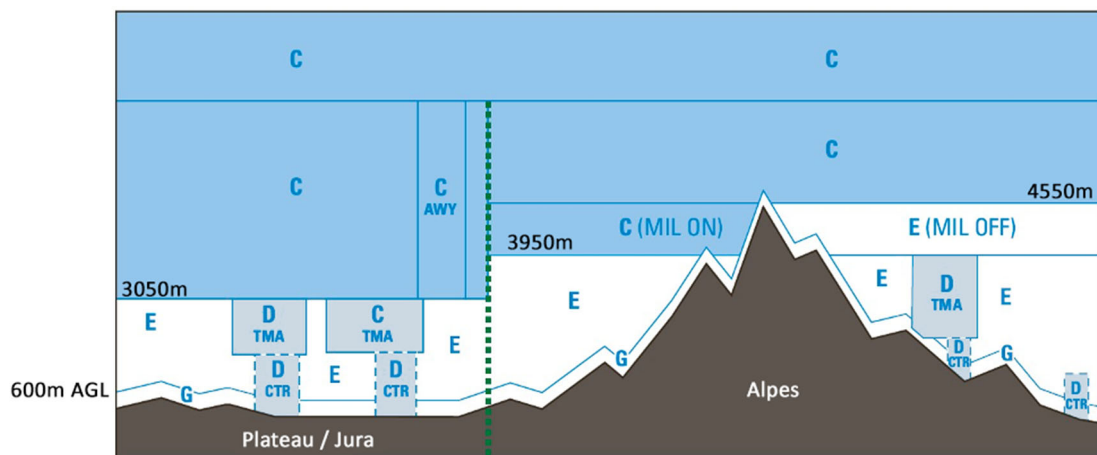 C
C
C
C
AWY
C
4550m
3950m
C (MIL ON)
E (MIL OFF)
3050m
E
D
TMA
C
TMA
E
E
E
D
TMA
E
E
D
CTR
D
CTR
G
D
CTR
G
D
CTR
600m AGL
G
Alpes
Plateau / Jura